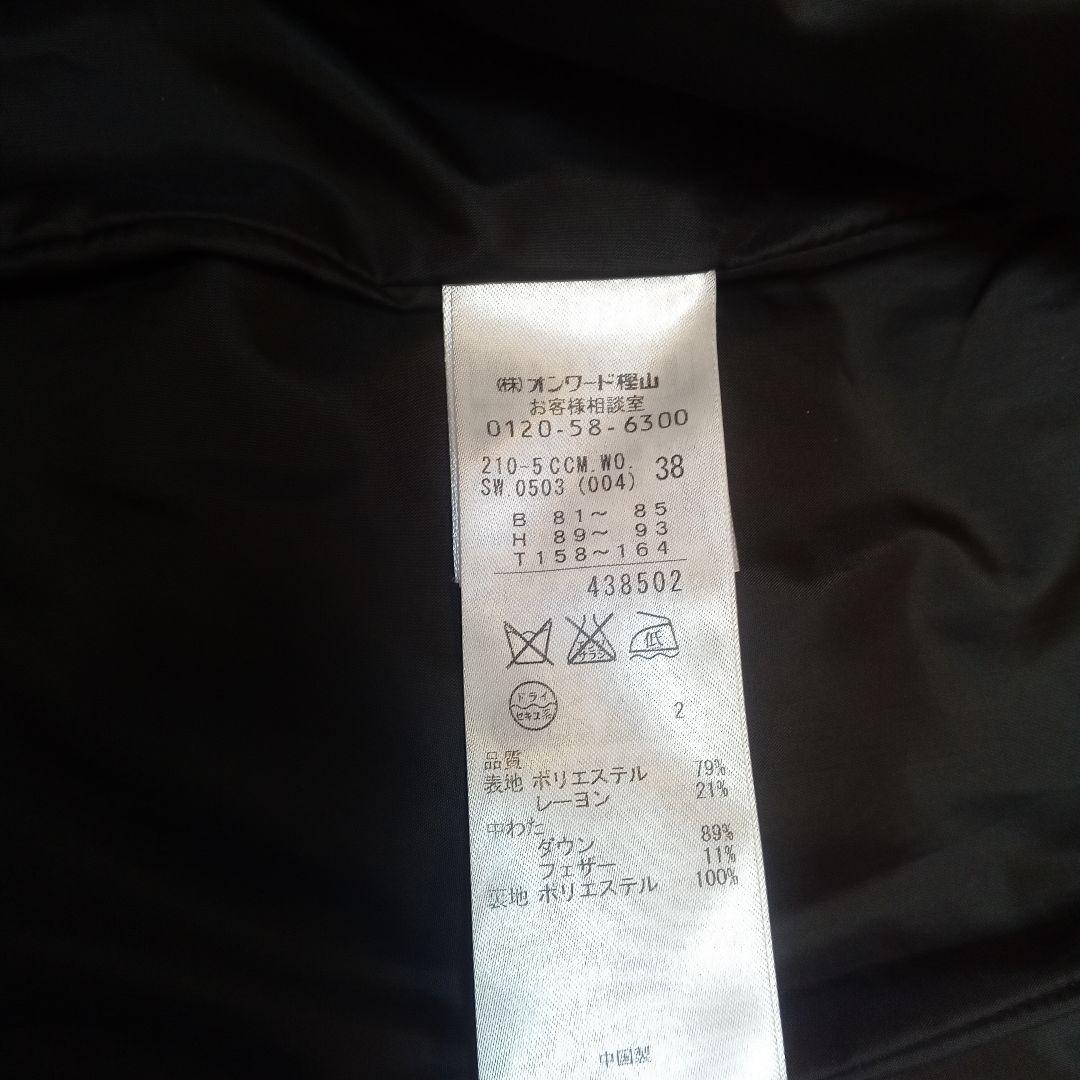 (株)オンワード樫山
お客様相談室
0120-58-6300
210-5CCM.WO. 38
SW.0503 (004)
B 81〜 85
H 89〜 93
T158〜164
438502
低
ドライ
セキユ系
2
品質
表地 ポリエステル 79%
レーヨン 21%
中わた
ダウン 89%
フェザー 11%
裏地 ポリエステル 100%
中国製